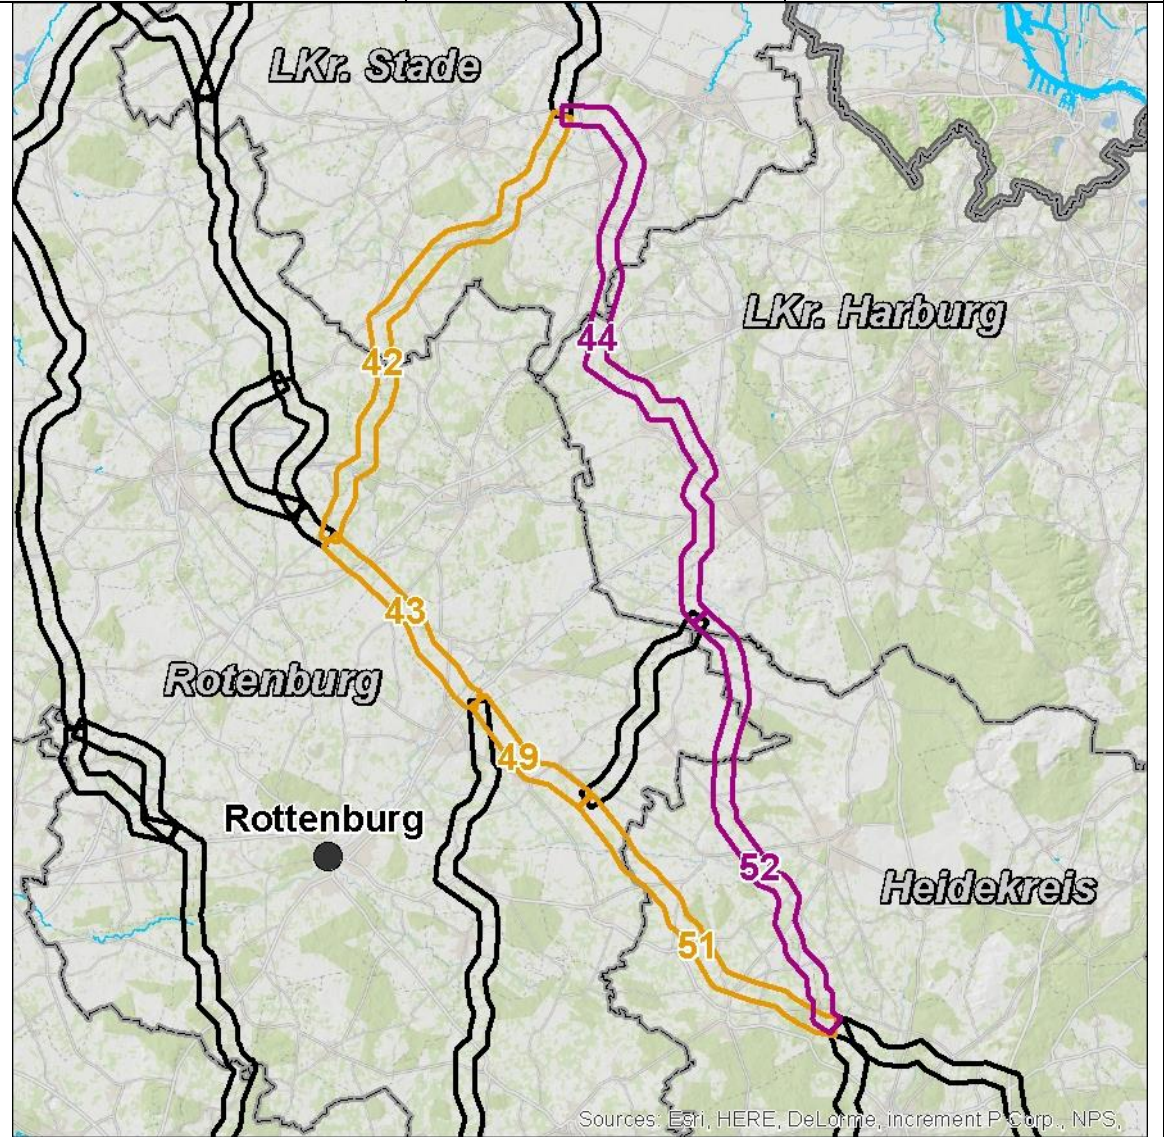 LKr. Stade
LKr. Harburg
44
42
43
Rotenburg
49
Rottenburg
52
Heidekreis
51
Sources: Esri, HERE, DeLorme, increment P Corp., NPS,